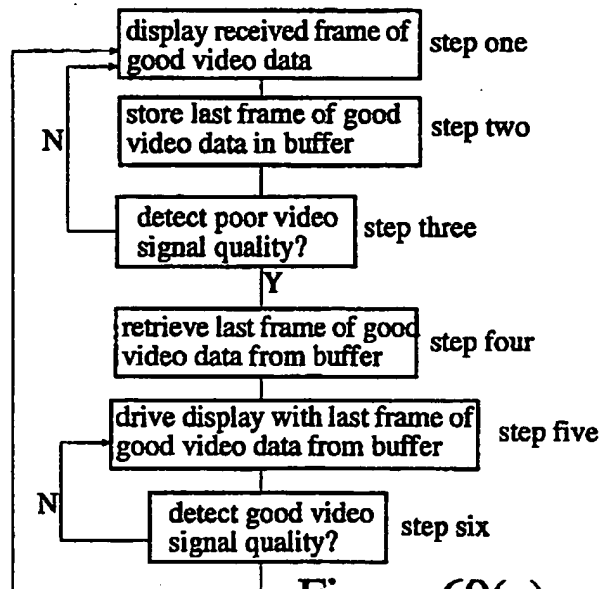 display received frame of
good video data
step one
N
store last frame of good
video data in buffer
step two
detect poor video
signal quality?
step three
Y
retrieve last frame of good
video data from buffer
step four
drive display with last frame of
good video data from buffer
step five
N
detect good video
signal quality?
step six